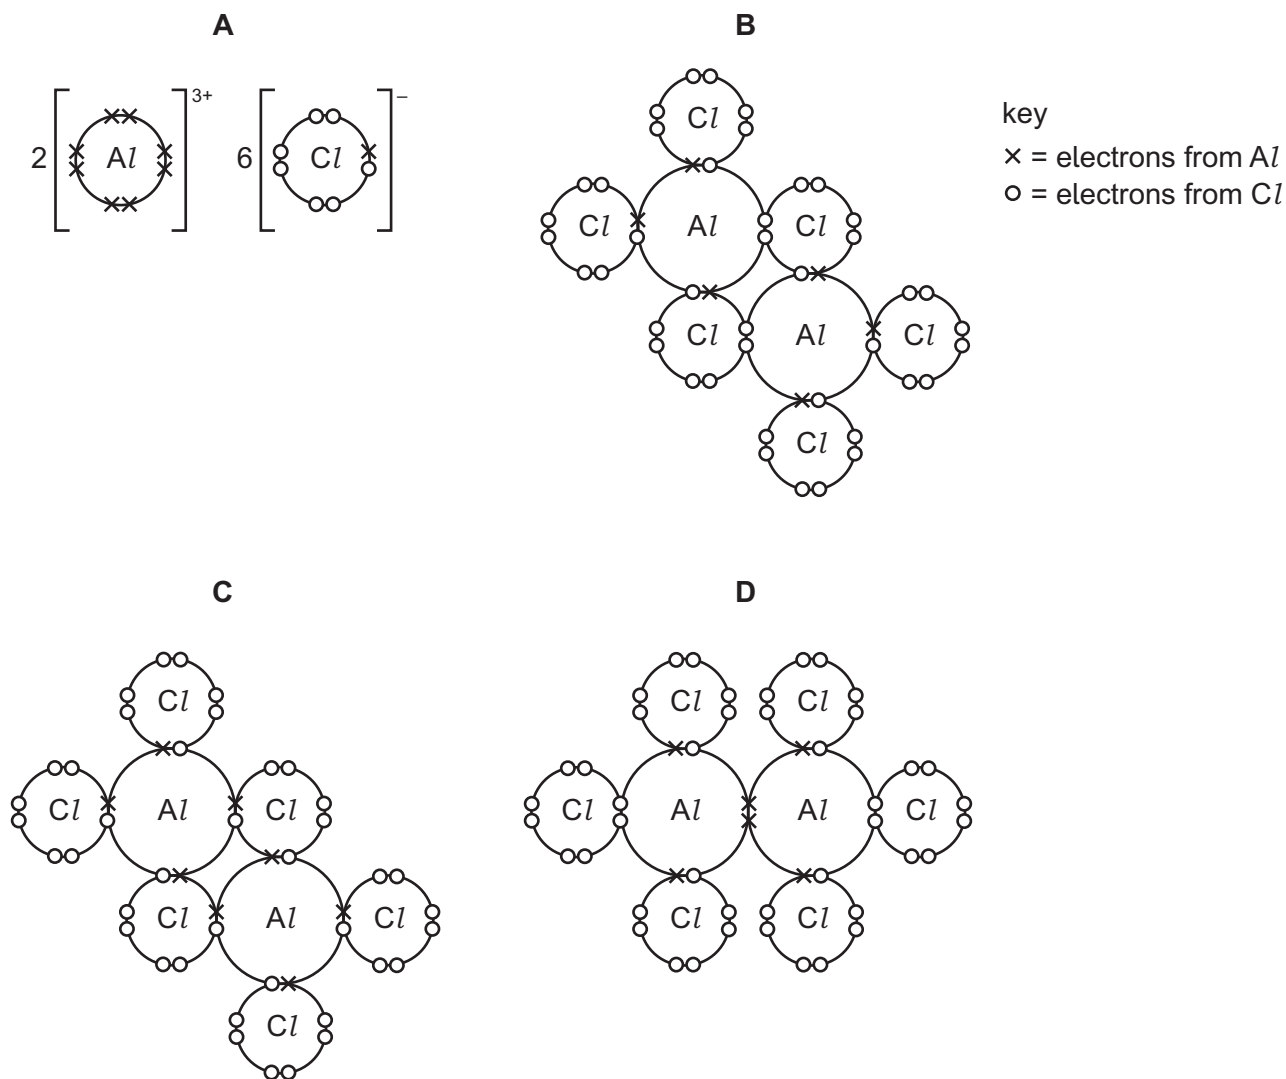 A
2 [Al]3+ 6 [Cl]–
B
Cl
Cl Al Cl
Cl Al Cl
Cl
key
× = electrons from Al
○ = electrons from Cl
C
Cl
Cl Al Cl
Cl Al Cl
Cl
D
Cl Cl
Cl Al Al Cl
Cl Cl